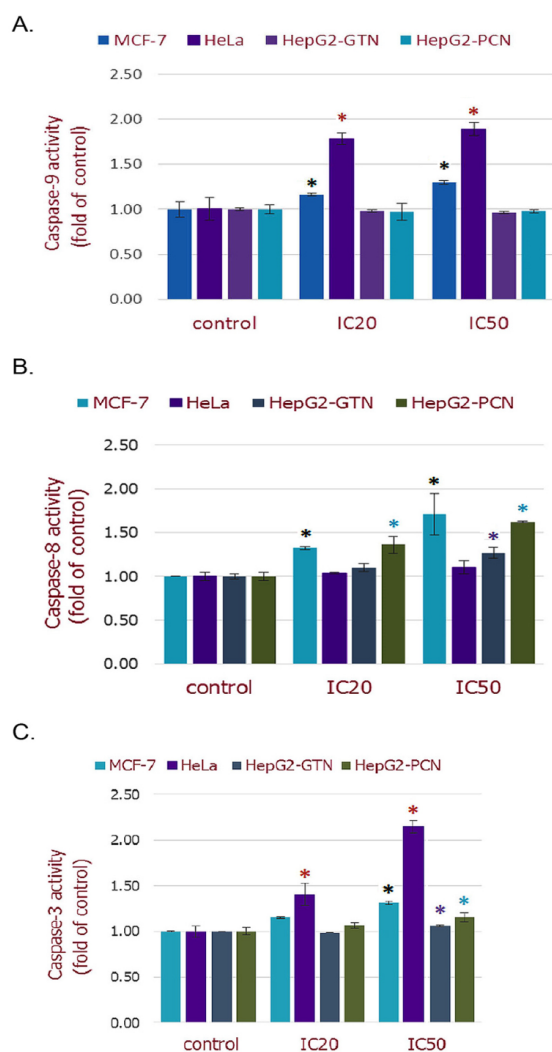 A.
MCF-7 HeLa HepG2-GTN HepG2-PCN
Caspase-9 activity
(fold of control)
2.50
2.00
1.50
1.00
0.50
0.00
* * * *
control IC20 IC50
B.
MCF-7 HeLa HepG2-GTN HepG2-PCN
Caspase-8 activity
(fold of control)
2.50
2.00
1.50
1.00
0.50
0.00
* * * * *
control IC20 IC50
C.
MCF-7 HeLa HepG2-GTN HepG2-PCN
Caspase-3 activity
(fold of control)
2.50
2.00
1.50
1.00
0.50
0.00
* * * * *
control IC20 IC50